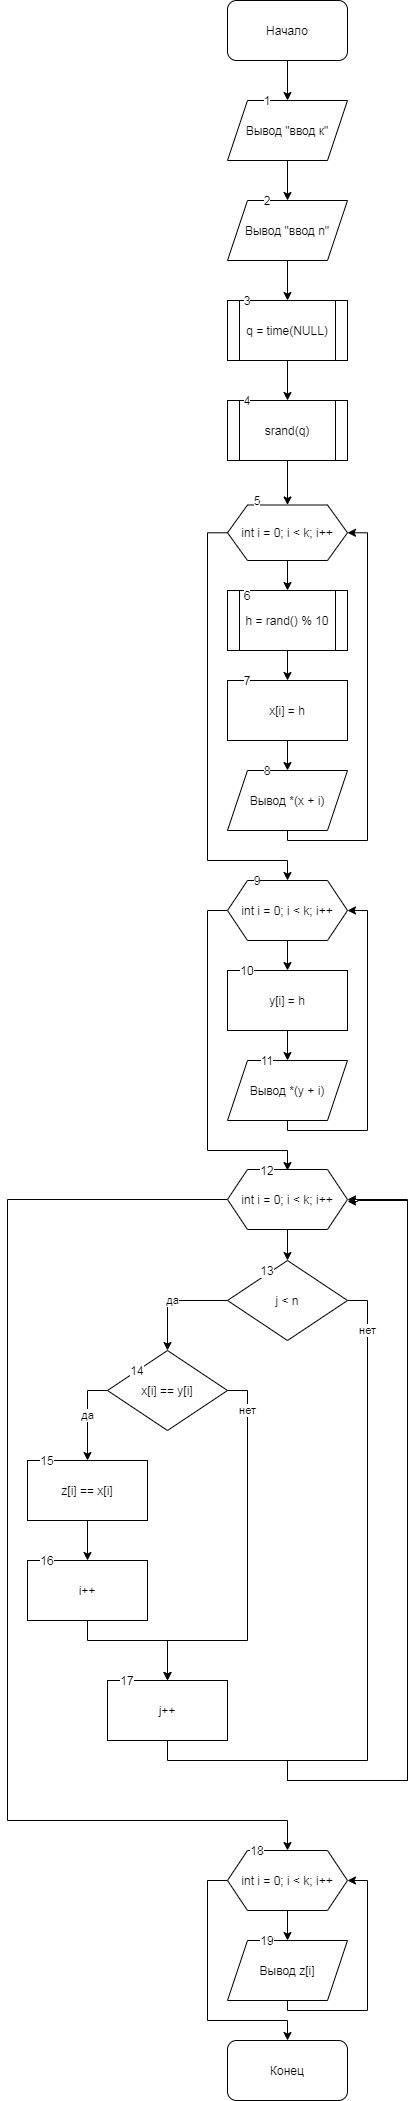 Начало
1
Вывод "ввод к"
2
Вывод "ввод n"
3
q = time(NULL)
4
srand(q)
5
int i = 0; i < k; i++
6
h = rand() % 10
7
x[i] = h
8
Вывод *(x + i)
9
int i = 0; i < k; i++
10
y[i] = h
11
Вывод *(y + i)
12
int i = 0; i < k; i++
13
j < n
да
нет
14
x[i] == y[i]
да
нет
15
z[i] == x[i]
16
i++
17
j++
18
int i = 0; i < k; i++
19
Вывод z[i]
Конец